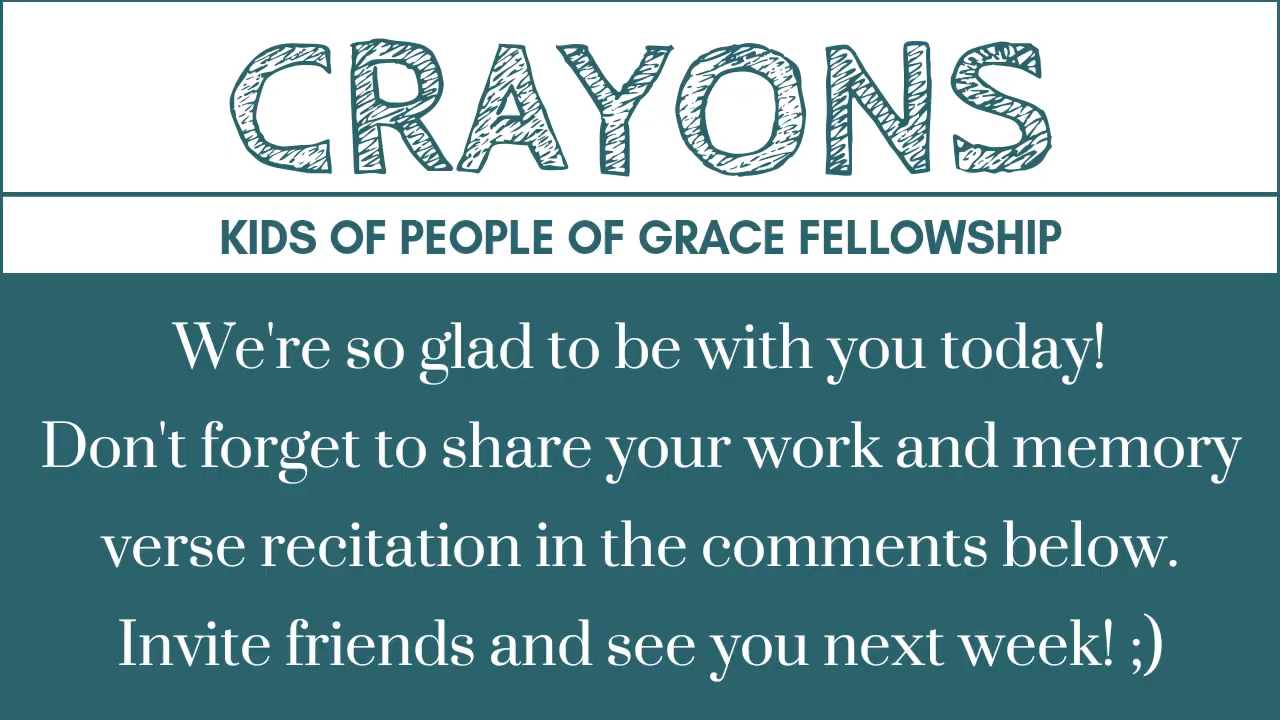 CRAYONS
KIDS OF PEOPLE OF GRACE FELLOWSHIP
We're so glad to be with you today!
Don't forget to share your work and memory
verse recitation in the comments below.
Invite friends and see you next week! ;)